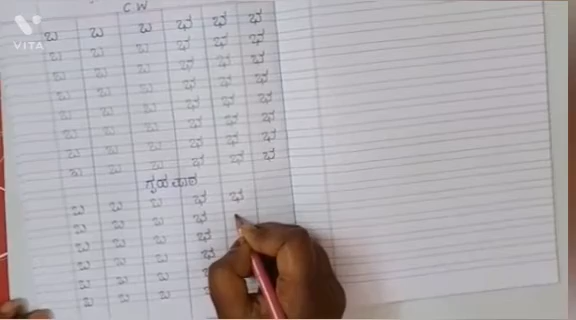 VITA
C W
ಬ ಬ ಬ ಭ ಭ ಭ
ಬ ಬ ಬ ಭ ಭ ಭ
ಬ ಬ ಬ ಭ ಭ ಭ
ಬ ಬ ಬ ಭ ಭ ಭ
ಬ ಬ ಬ ಭ ಭ ಭ
ಬ ಬ ಬ ಭ ಭ ಭ
ಬ ಬ ಬ ಭ ಭ ಭ
ಬ ಬ ಬ ಭ ಭ ಭ
ಗೃಹ ಪಾಠ
ಬ ಬ ಬ ಭ ಭ
ಬ ಬ ಬ ಭ
ಬ ಬ ಬ ಭ
ಬ ಬ ಬ ಭ
ಬ ಬ ಬ ಭ
ಬ ಬ ಬ